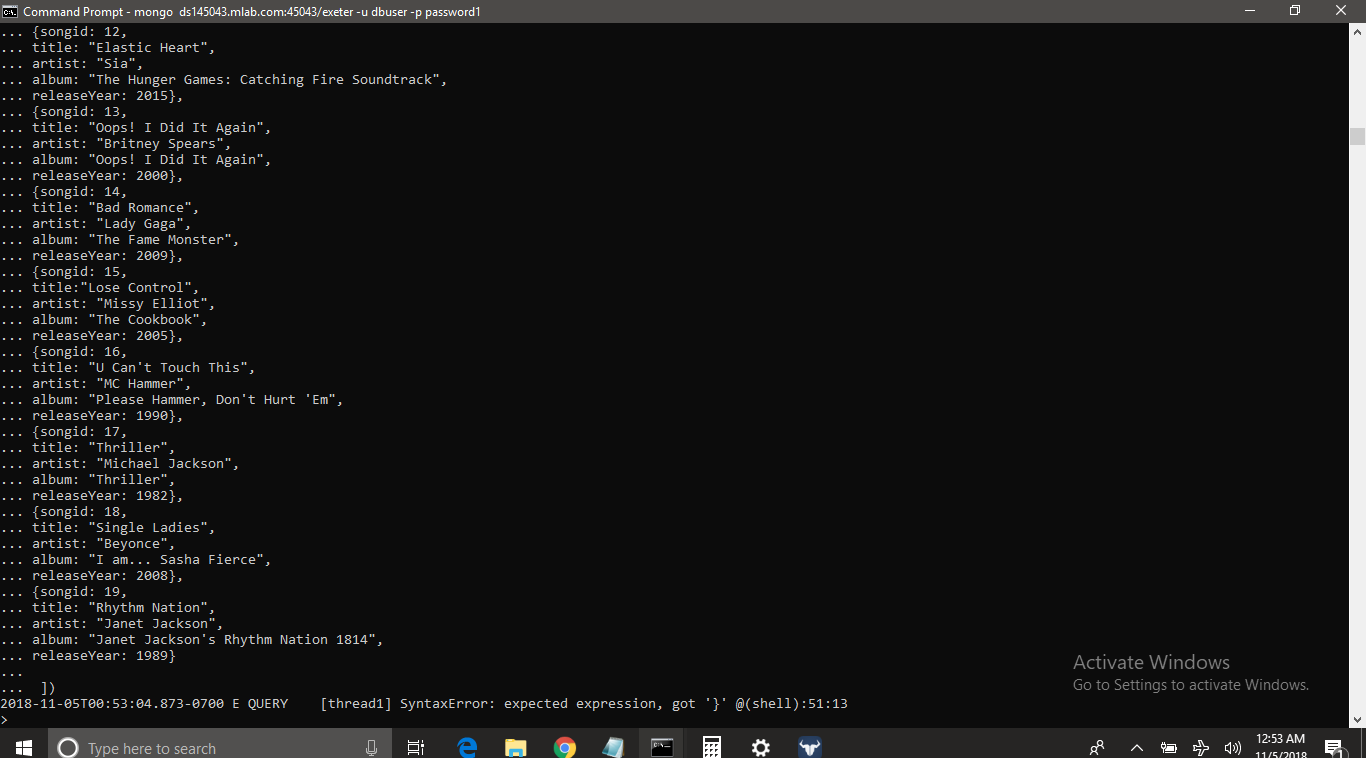 Command Prompt - mongo  ds145043.mlab.com:45043/exeter -u dbuser -p password1
... {songid: 12,
... title: "Elastic Heart",
... artist: "Sia",
... album: "The Hunger Games: Catching Fire Soundtrack",
... releaseYear: 2015},
... {songid: 13,
... title: "Oops! I Did It Again",
... artist: "Britney Spears",
... album: "Oops! I Did It Again",
... releaseYear: 2000},
... {songid: 14,
... title: "Bad Romance",
... artist: "Lady Gaga",
... album: "The Fame Monster",
... releaseYear: 2009},
... {songid: 15,
... title:"Lose Control",
... artist: "Missy Elliot",
... album: "The Cookbook",
... releaseYear: 2005},
... {songid: 16,
... title: "U Can't Touch This",
... artist: "MC Hammer",
... album: "Please Hammer, Don't Hurt 'Em",
... releaseYear: 1990},
... {songid: 17,
... title: "Thriller",
... artist: "Michael Jackson",
... album: "Thriller",
... releaseYear: 1982},
... {songid: 18,
... title: "Single Ladies",
... artist: "Beyonce",
... album: "I am... Sasha Fierce",
... releaseYear: 2008},
... {songid: 19,
... title: "Rhythm Nation",
... artist: "Janet Jackson",
... album: "Janet Jackson's Rhythm Nation 1814",
... releaseYear: 1989}
...
...  ])
2018-11-05T00:53:04.873-0700 E QUERY    [thread1] SyntaxError: expected expression, got '}' @(shell):51:13
>
Activate Windows
Go to Settings to activate Windows.
Type here to search
12:53 AM
11/5/2018
1